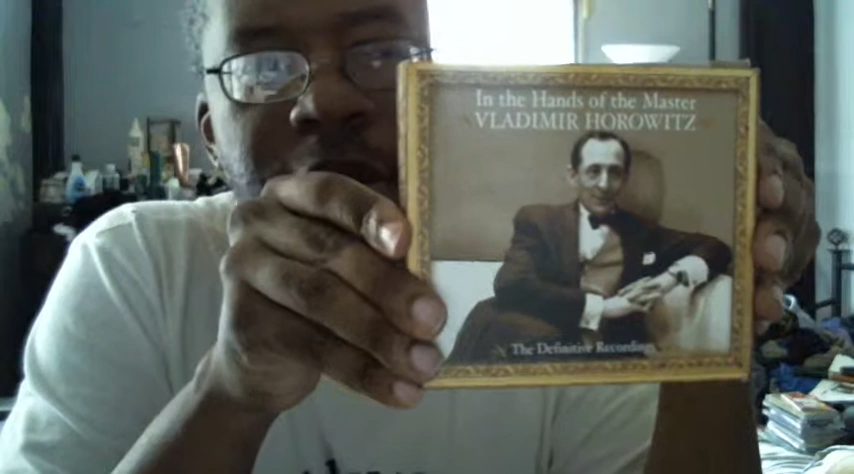 In the Hands of the Master
VLADIMIR HOROWITZ
The Definitive Recordings